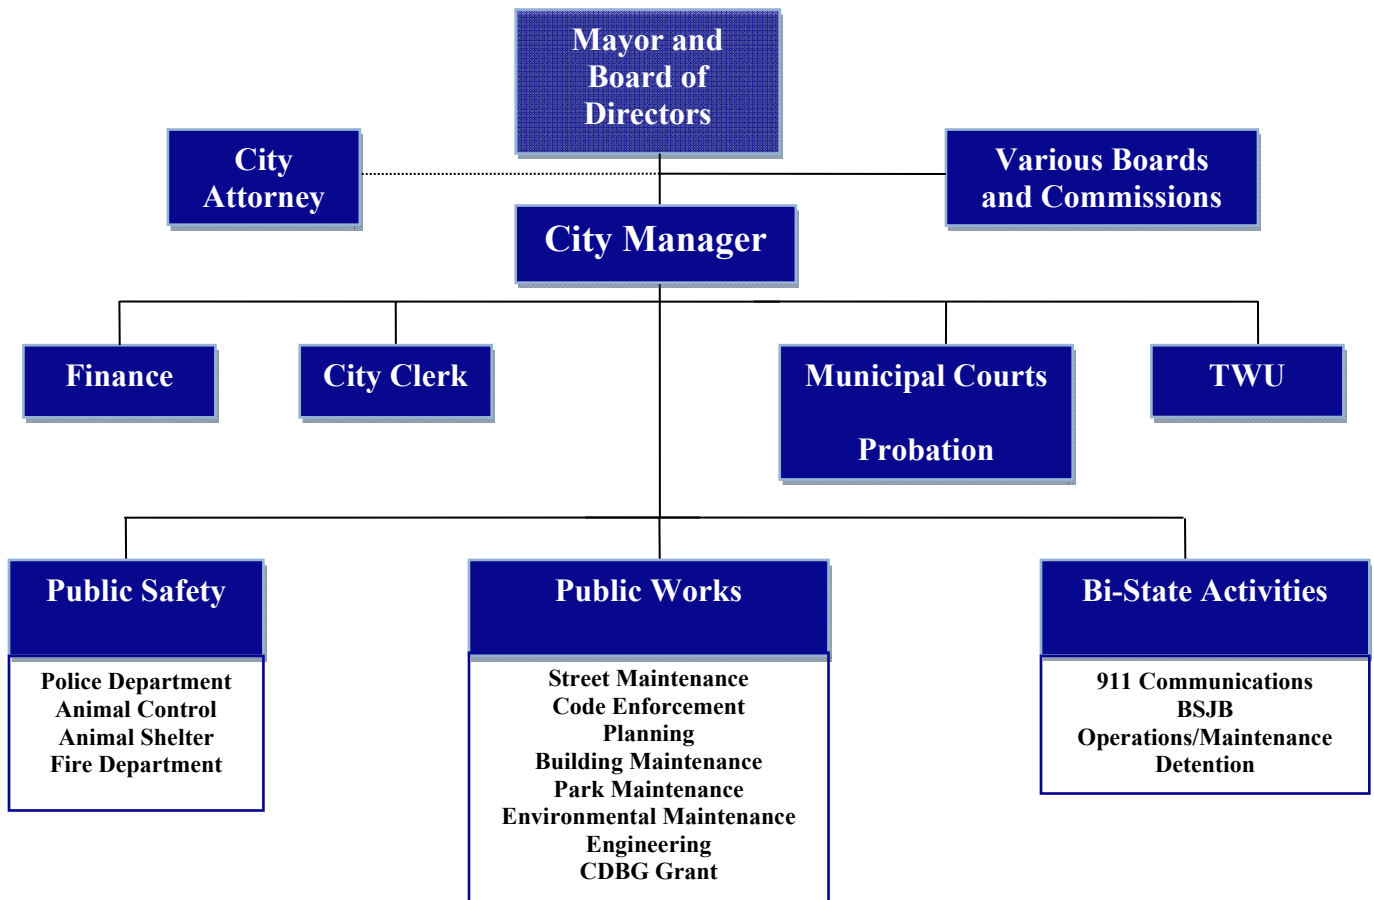 Mayor and
Board of
Directors
City
Attorney
Various Boards
and Commissions
City Manager
Finance
City Clerk
Municipal Courts
Probation
TWU
Public Safety
Police Department
Animal Control
Animal Shelter
Fire Department
Public Works
Street Maintenance
Code Enforcement
Planning
Building Maintenance
Park Maintenance
Environmental Maintenance
Engineering
CDBG Grant
Bi-State Activities
911 Communications
BSJB
Operations/Maintenance
Detention